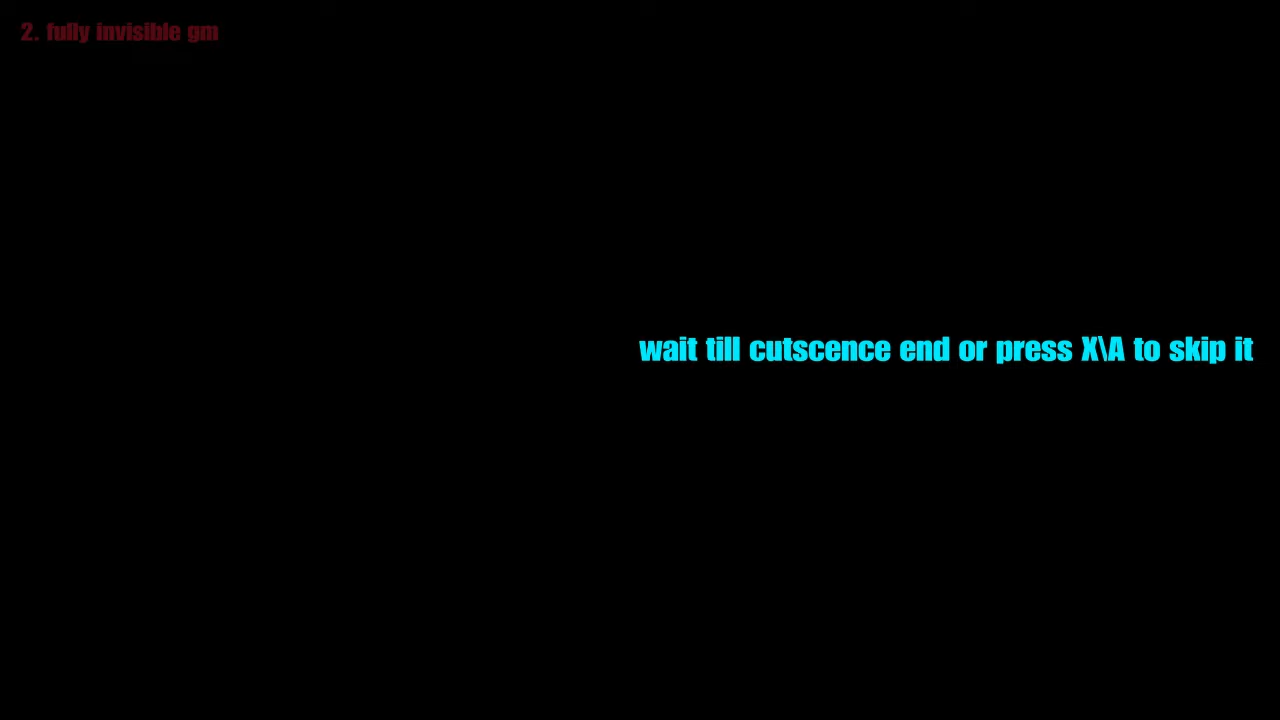 2. fully invisible gm
wait till cutscence end or press X\A to skip it